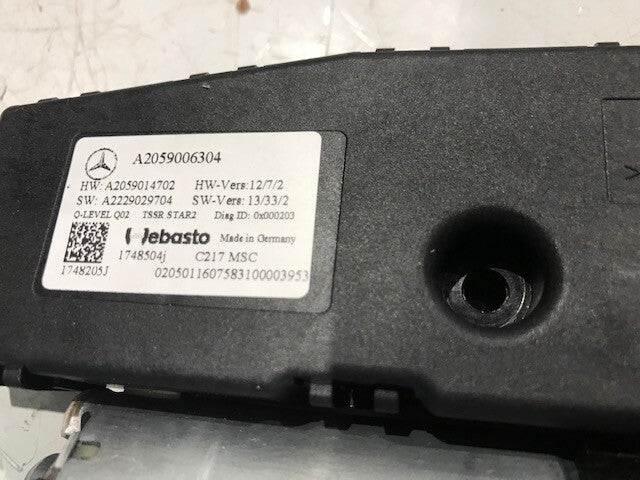 A2059006304
HW: A2059014702 HW-Vers:12/7/2
SW: A2229029704 SW-Vers: 13/33/2
Q-LEVEL Q02 TSSR STAR2 Diag ID: 0x000203
Webasto Made in Germany
1748504j C217 MSC
1748205J 0205011607583100003953